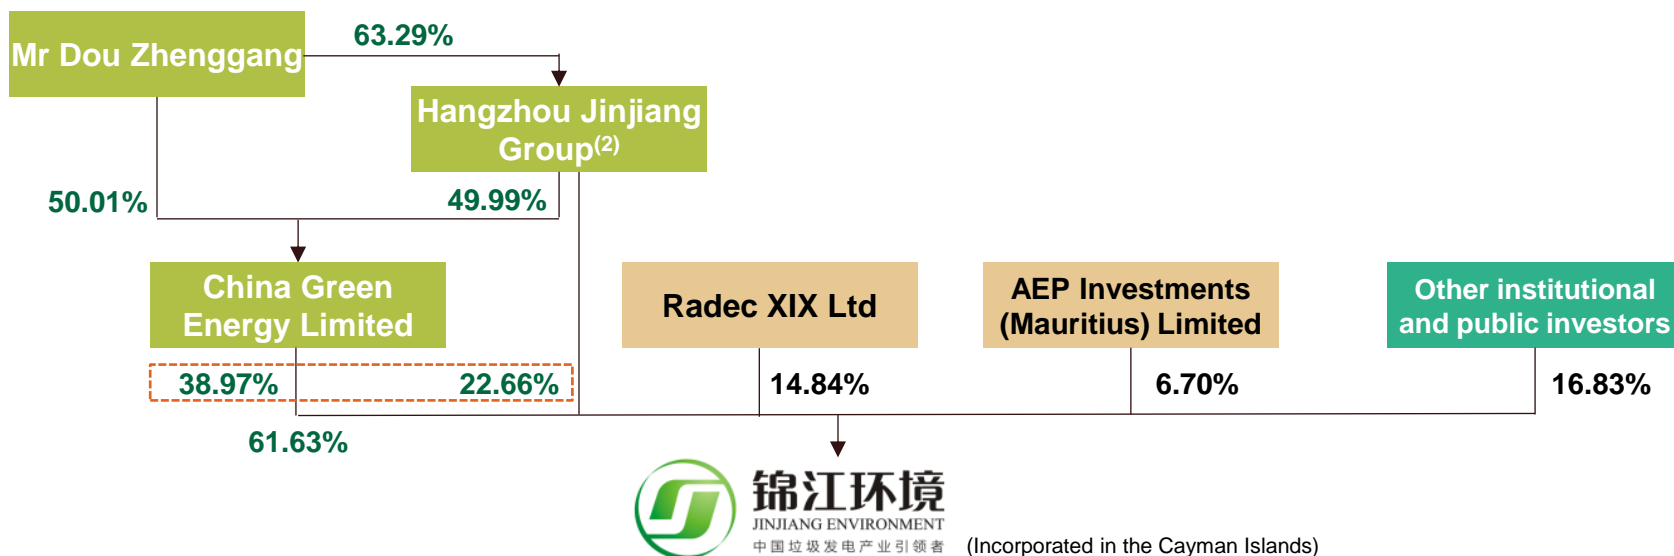 63.29%
Mr Dou Zhenggang
Hangzhou Jinjiang
Group(2)
50.01%
49.99%
China Green
Energy Limited
Radec XIX Ltd
AEP Investments
(Mauritius) Limited
Other institutional
and public investors
38.97%
22.66%
14.84%
6.70%
16.83%
61.63%
锦江环境
JINJIANG ENVIRONMENT
中国垃圾发电产业引领者
(Incorporated in the Cayman Islands)